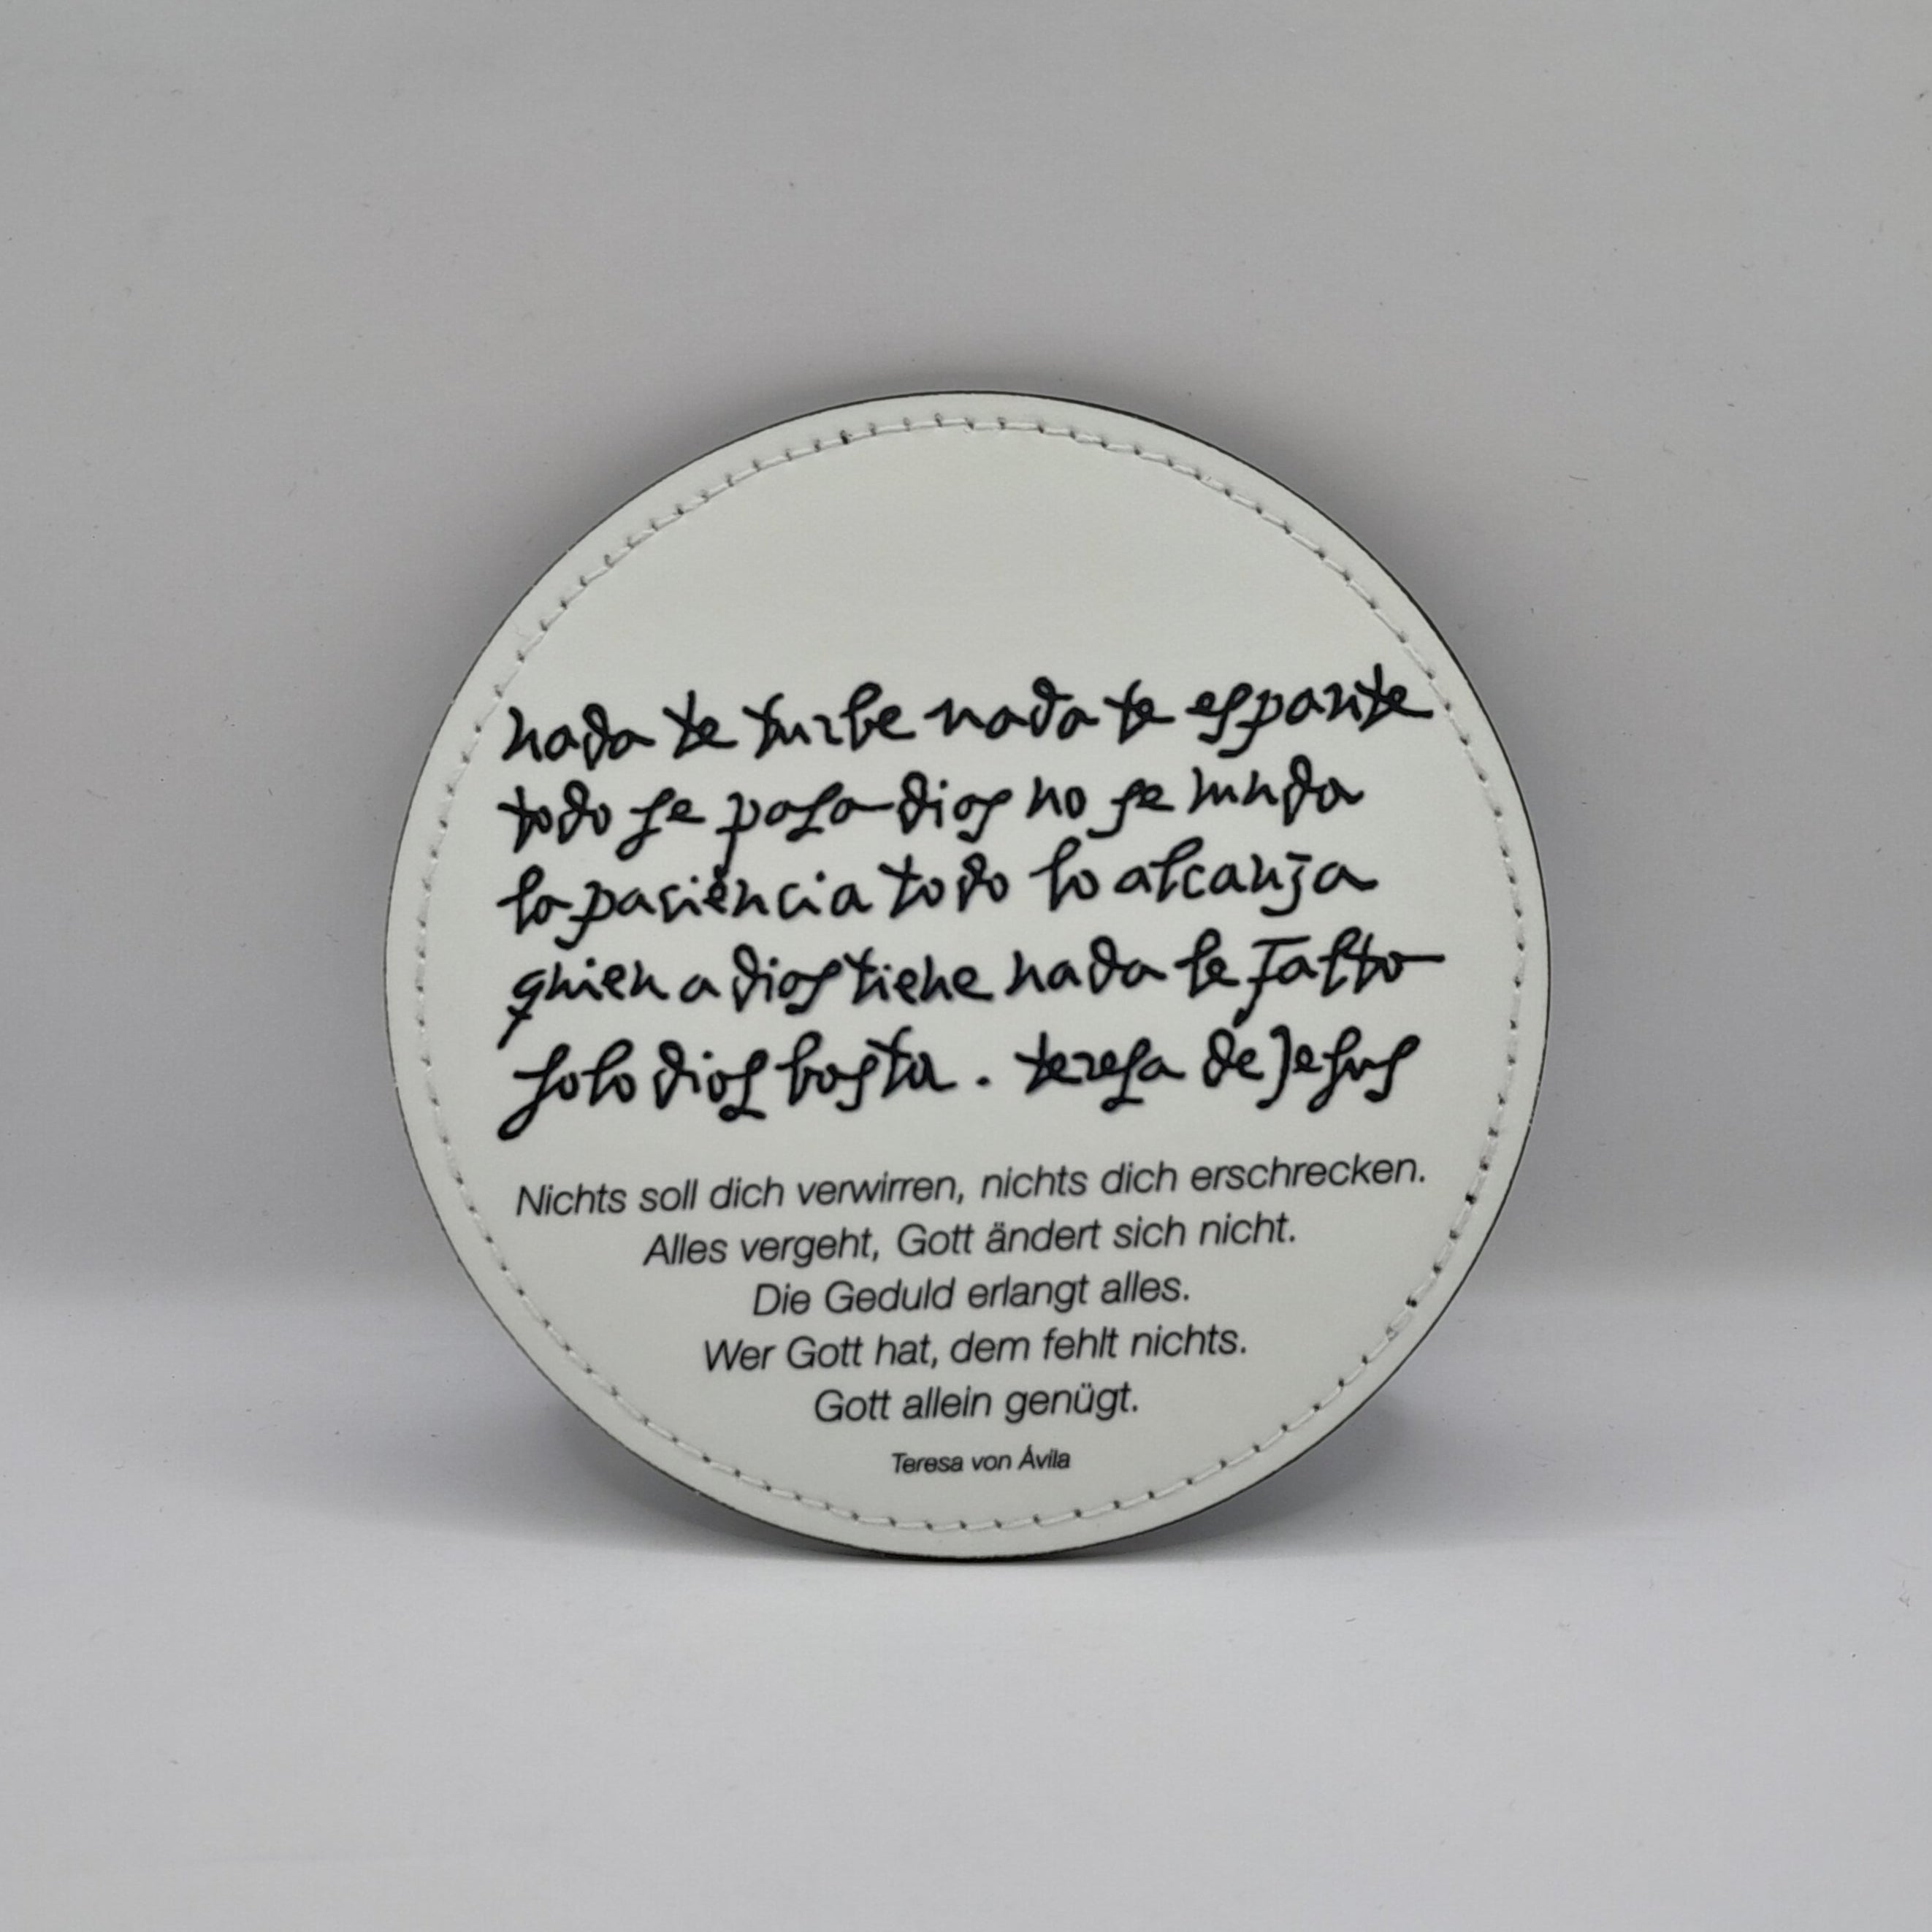 nada te turbe nada te espante
todo se pasa dios no se muda
la paciencia todo lo alcanza
quien a dios tiene nada le falta
solo dios basta. teresa de Jesus
Nichts soll dich verwirren, nichts dich erschrecken.
Alles vergeht, Gott ändert sich nicht.
Die Geduld erlangt alles.
Wer Gott hat, dem fehlt nichts.
Gott allein genügt.
Teresa von Ávila